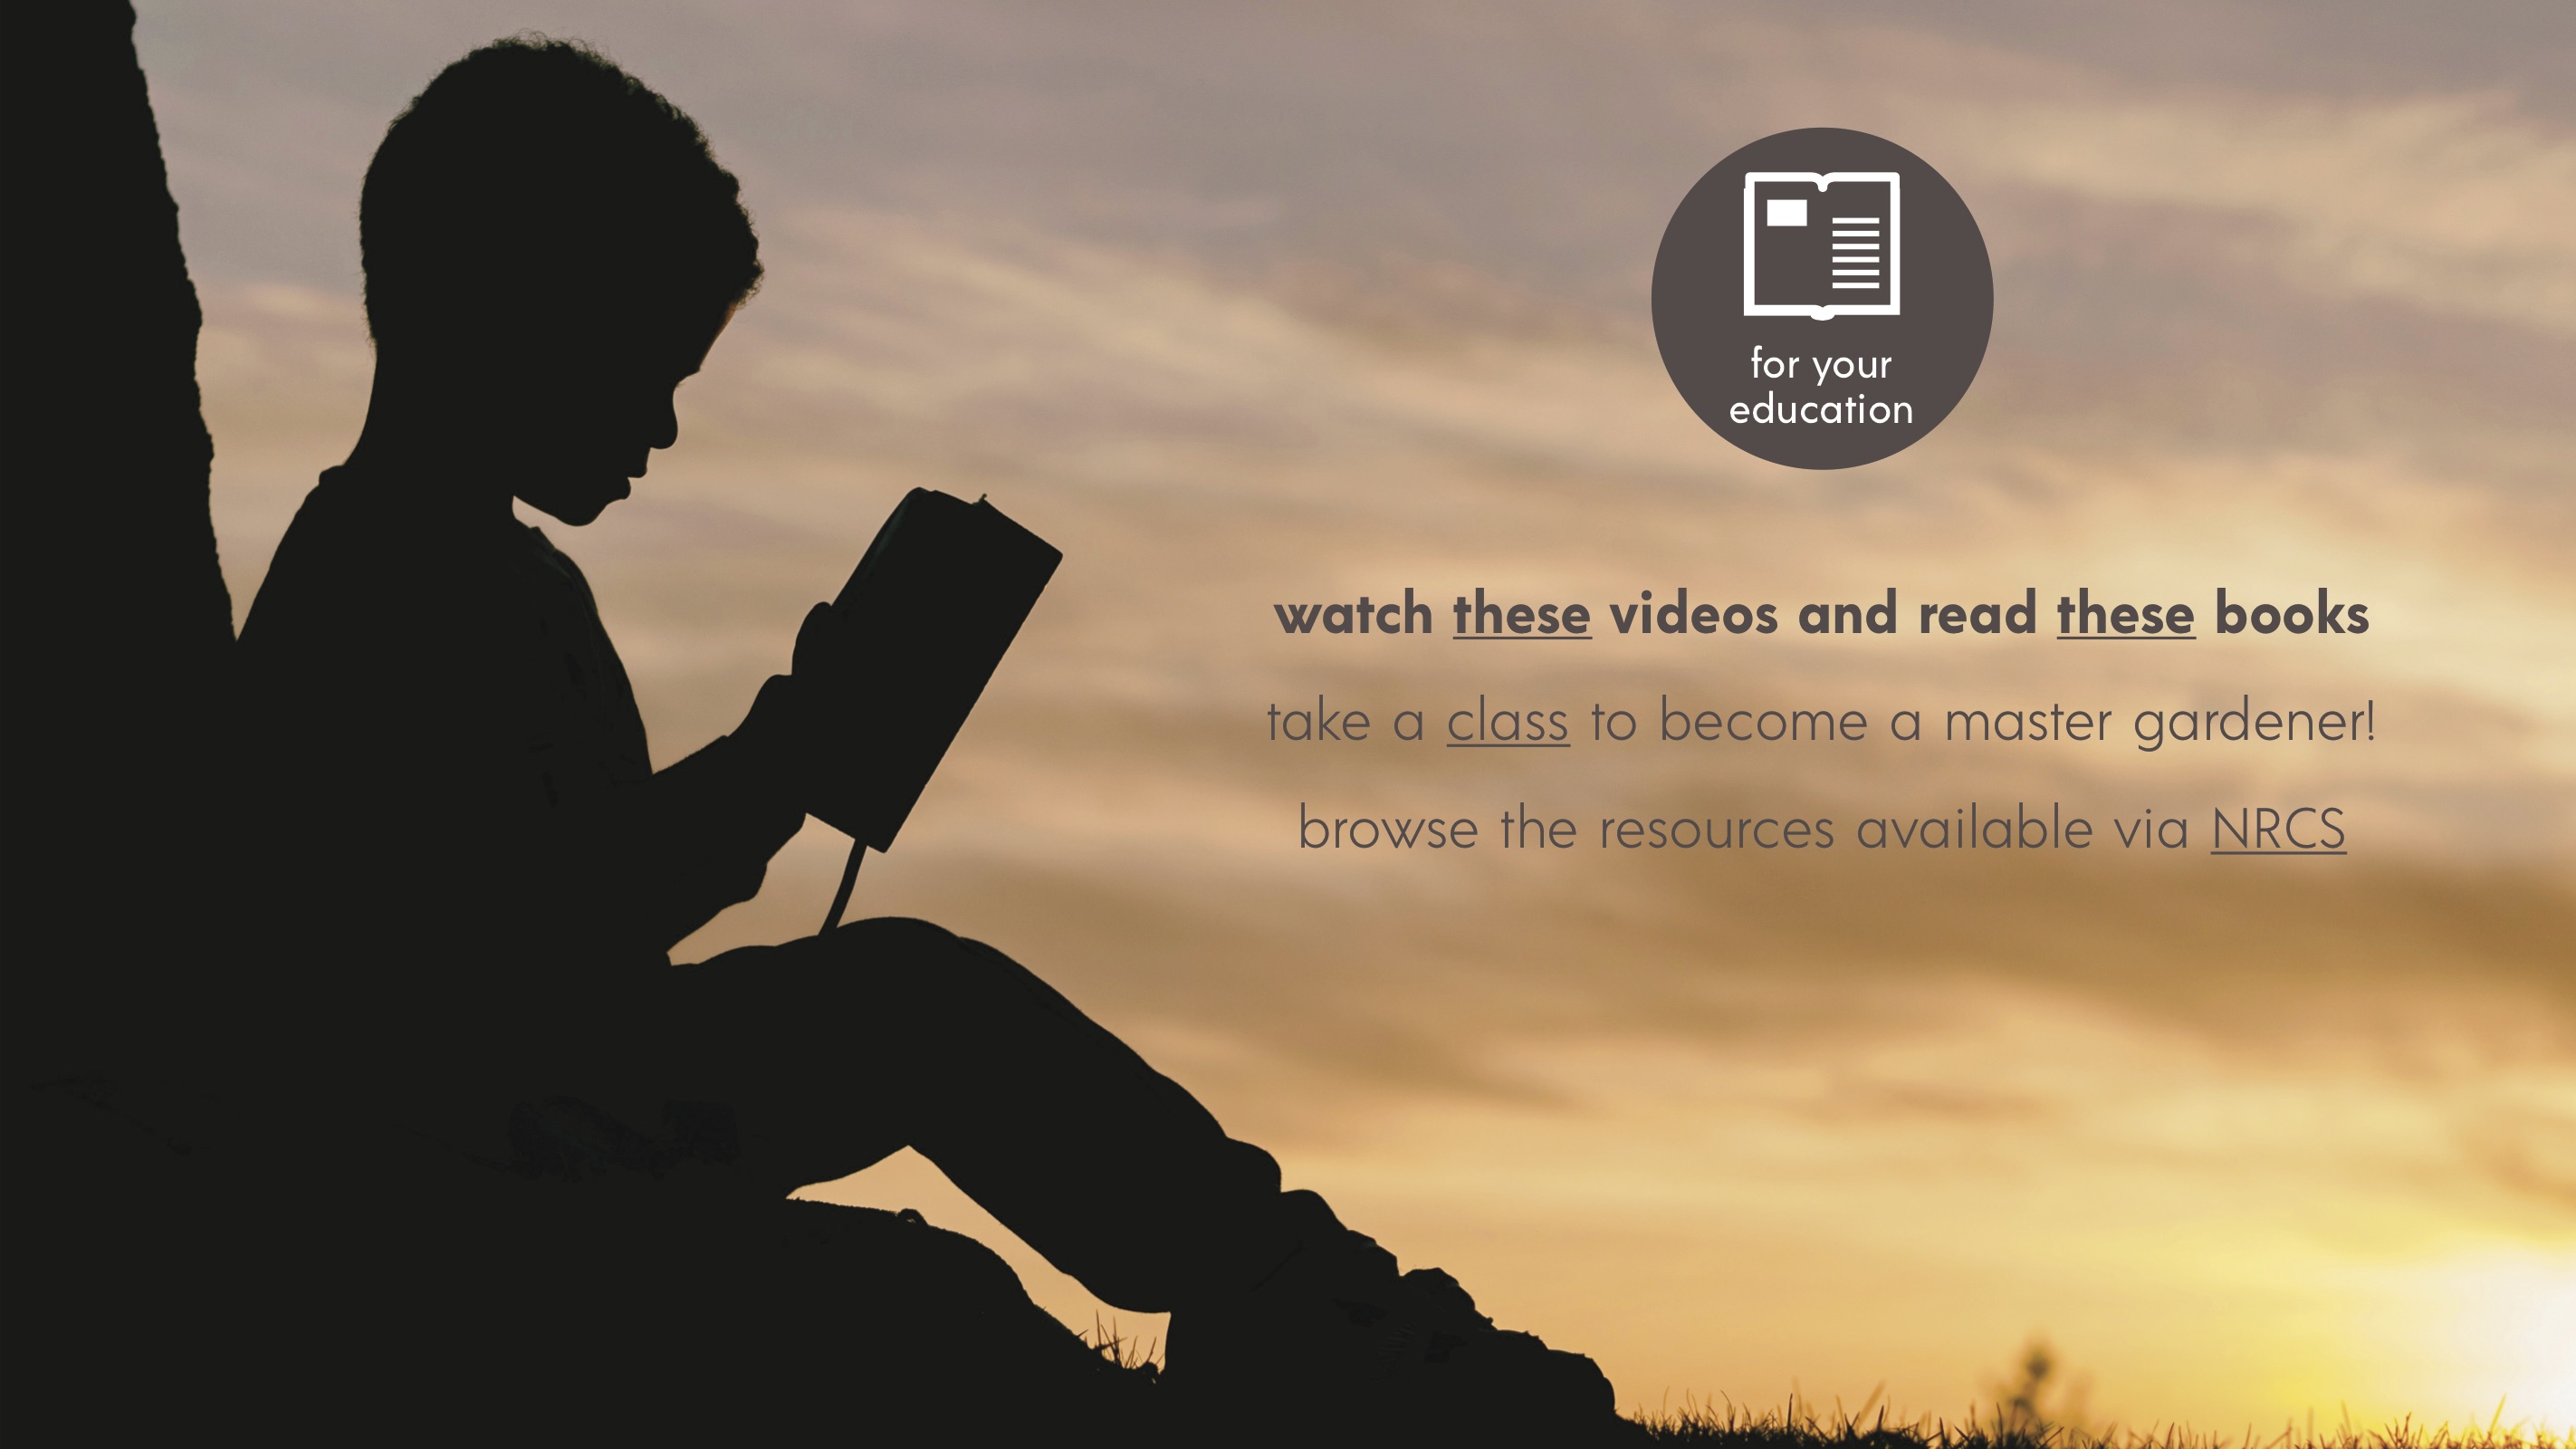 for your
education
watch these videos and read these books
take a class to become a master gardener!
browse the resources available via NRCS